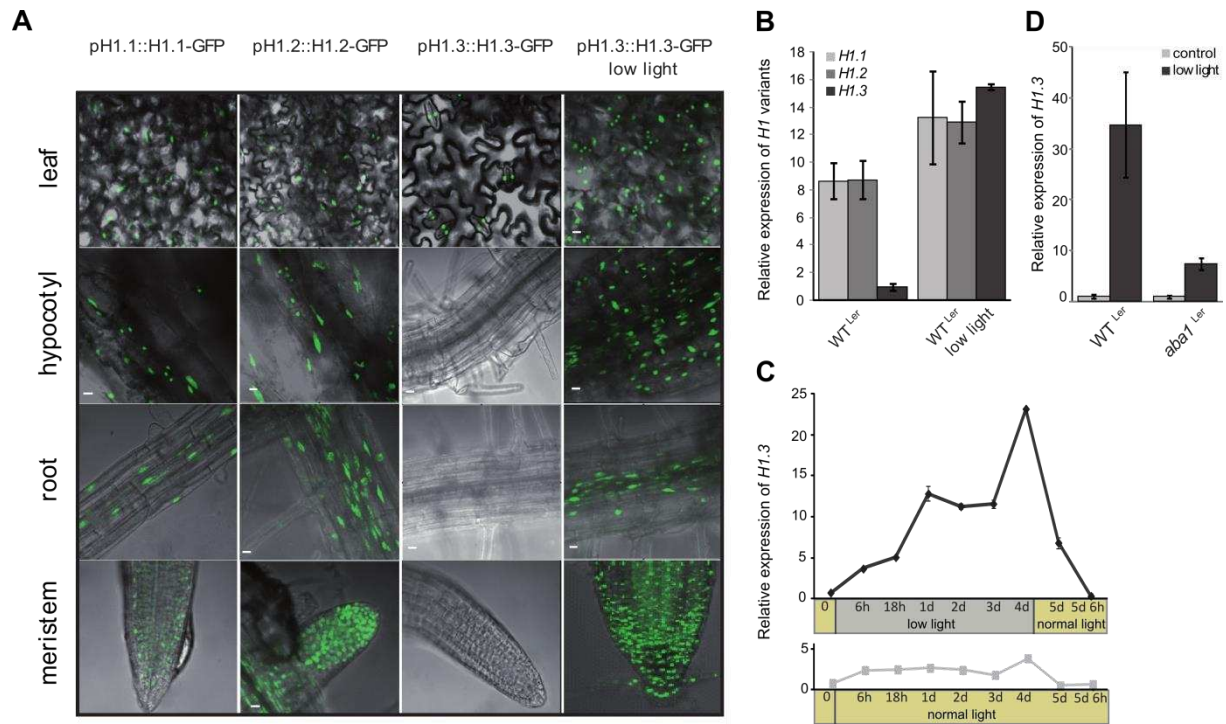 A
pH1.1::H1.1-GFP pH1.2::H1.2-GFP pH1.3::H1.3-GFP pH1.3::H1.3-GFP
low light
leaf
hypocotyl
root
meristem
B
Relative expression of H1 variants
18
16
14
12
10
8
6
4
2
0
H1.1
H1.2
H1.3
WT Ler
WT Ler
low light
D
Relative expression of H1.3
50
40
30
20
10
0
control
low light
WT Ler
aba1 Ler
C
Relative expression of H1.3
25
20
15
10
5
0
0 6h 18h 1d 2d 3d 4d 5d 5d 6h
low light normal light
5
0
0 6h 18h 1d 2d 3d 4d 5d 5d 6h
normal light